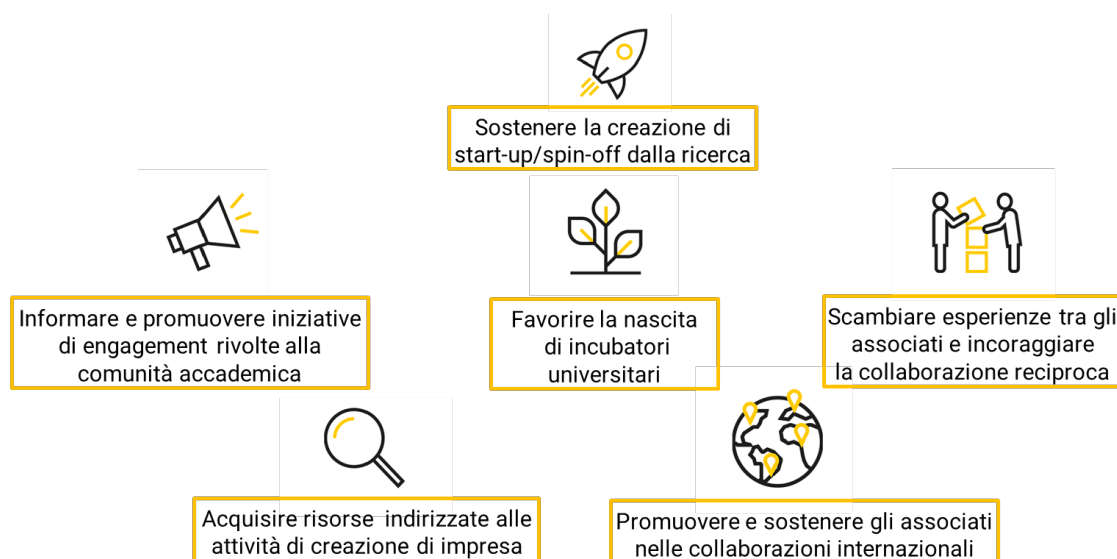 Sostenere la creazione di
start-up/spin-off dalla ricerca
Informare e promuovere iniziative
di engagement rivolte alla
comunità accademica
Favorire la nascita
di incubatori
universitari
Scambiare esperienze tra gli
associati e incoraggiare
la collaborazione reciproca
Acquisire risorse indirizzate alle
attività di creazione di impresa
Promuovere e sostenere gli associati
nelle collaborazioni internazionali